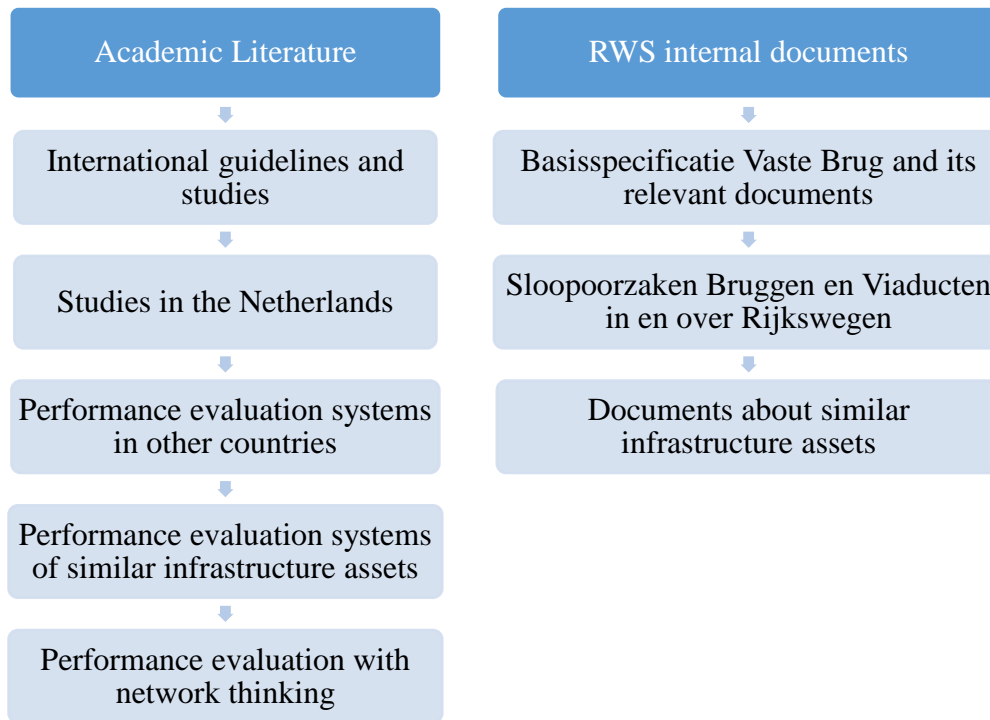 Academic Literature
International guidelines and
studies
Studies in the Netherlands
Performance evaluation systems
in other countries
Performance evaluation systems
of similar infrastructure assets
Performance evaluation with
network thinking
RWS internal documents
Basisspecificatie Vaste Brug and its
relevant documents
Sloopoorzaken Bruggen en Viaducten
in en over Rijkswegen
Documents about similar
infrastructure assets